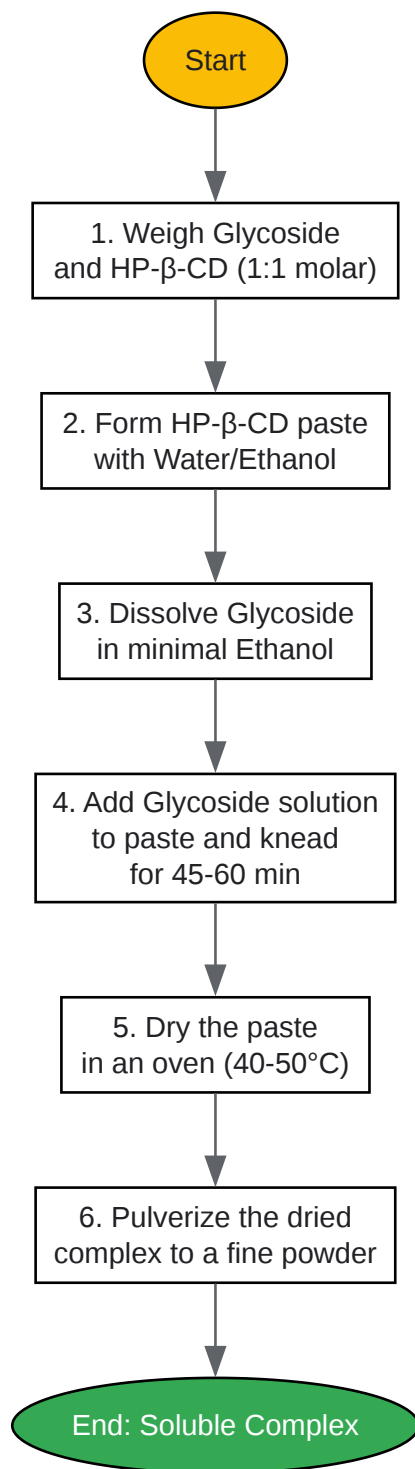 Start
1. Weigh Glycoside
and HP-β-CD (1:1 molar)
2. Form HP-β-CD paste
with Water/Ethanol
3. Dissolve Glycoside
in minimal Ethanol
4. Add Glycoside solution
to paste and knead
for 45-60 min
5. Dry the paste
in an oven (40-50°C)
6. Pulverize the dried
complex to a fine powder
End: Soluble Complex